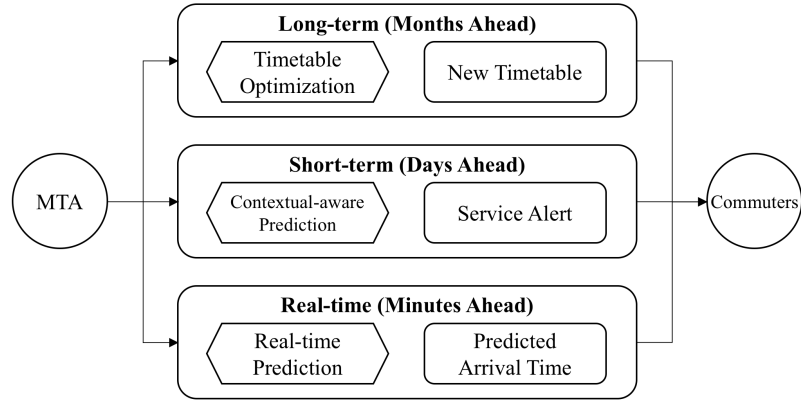 Long-term (Months Ahead)
Timetable
Optimization
New Timetable
MTA
Short-term (Days Ahead)
Contextual-aware
Prediction
Service Alert
Commuters
Real-time (Minutes Ahead)
Real-time
Prediction
Predicted
Arrival Time